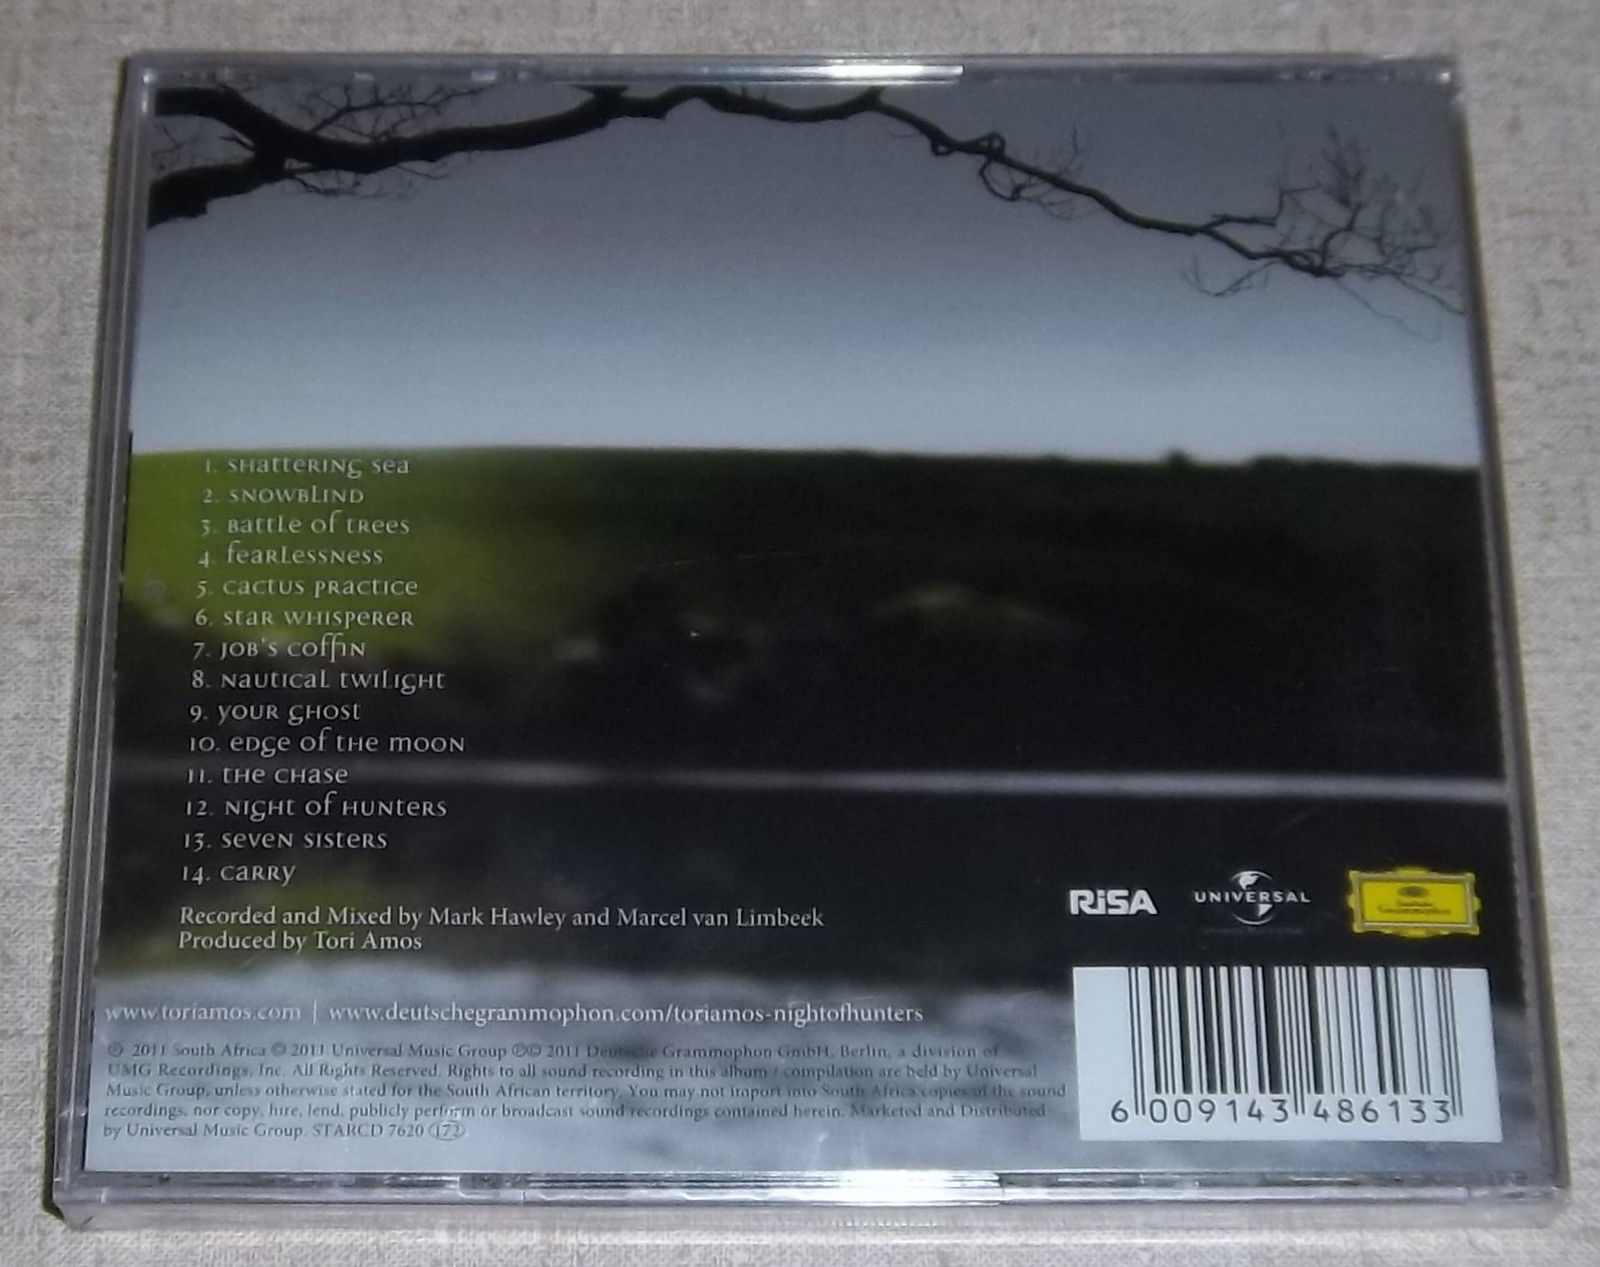 1. SHattERING sea
2. SNOWBLIND
3. Battle of tRees
4. feaRLessNess
5. cactus PRactice
6. staR WHISPeReR
7. JOB'S coffIN
8. NauticaL twiLIGHt
9. YOUR GHOSt
10. eDGe of tHe MOON
11. tHe CHase
12. NIGHt of HUNteRS
13. seveN SISteRS
14. caRRy
Recorded and Mixed by Mark Hawley and Marcel van Limbeek
Produced by Tori Amos
RiSA
UNIVERSAL
Deutsche
Grammophon
www.toriamos.com | www.deutschegrammophon.com/toriamos-nightofhunters
℗ 2011 South Africa © 2011 Universal Music Group ℗© 2011 Deutsche Grammophon GmbH, Berlin, a division of
UMG Recordings, Inc. All Rights Reserved. Rights to all sound recording in this album / compilation are held by Universal
Music Group, unless otherwise stated for the South African territory. You may not import into South Africa copies of the sound
recordings, nor copy, hire, lend, publicly perform or broadcast sound recordings contained herein. Marketed and Distributed
by Universal Music Group. STARCD 7620 172
6 009143 486133